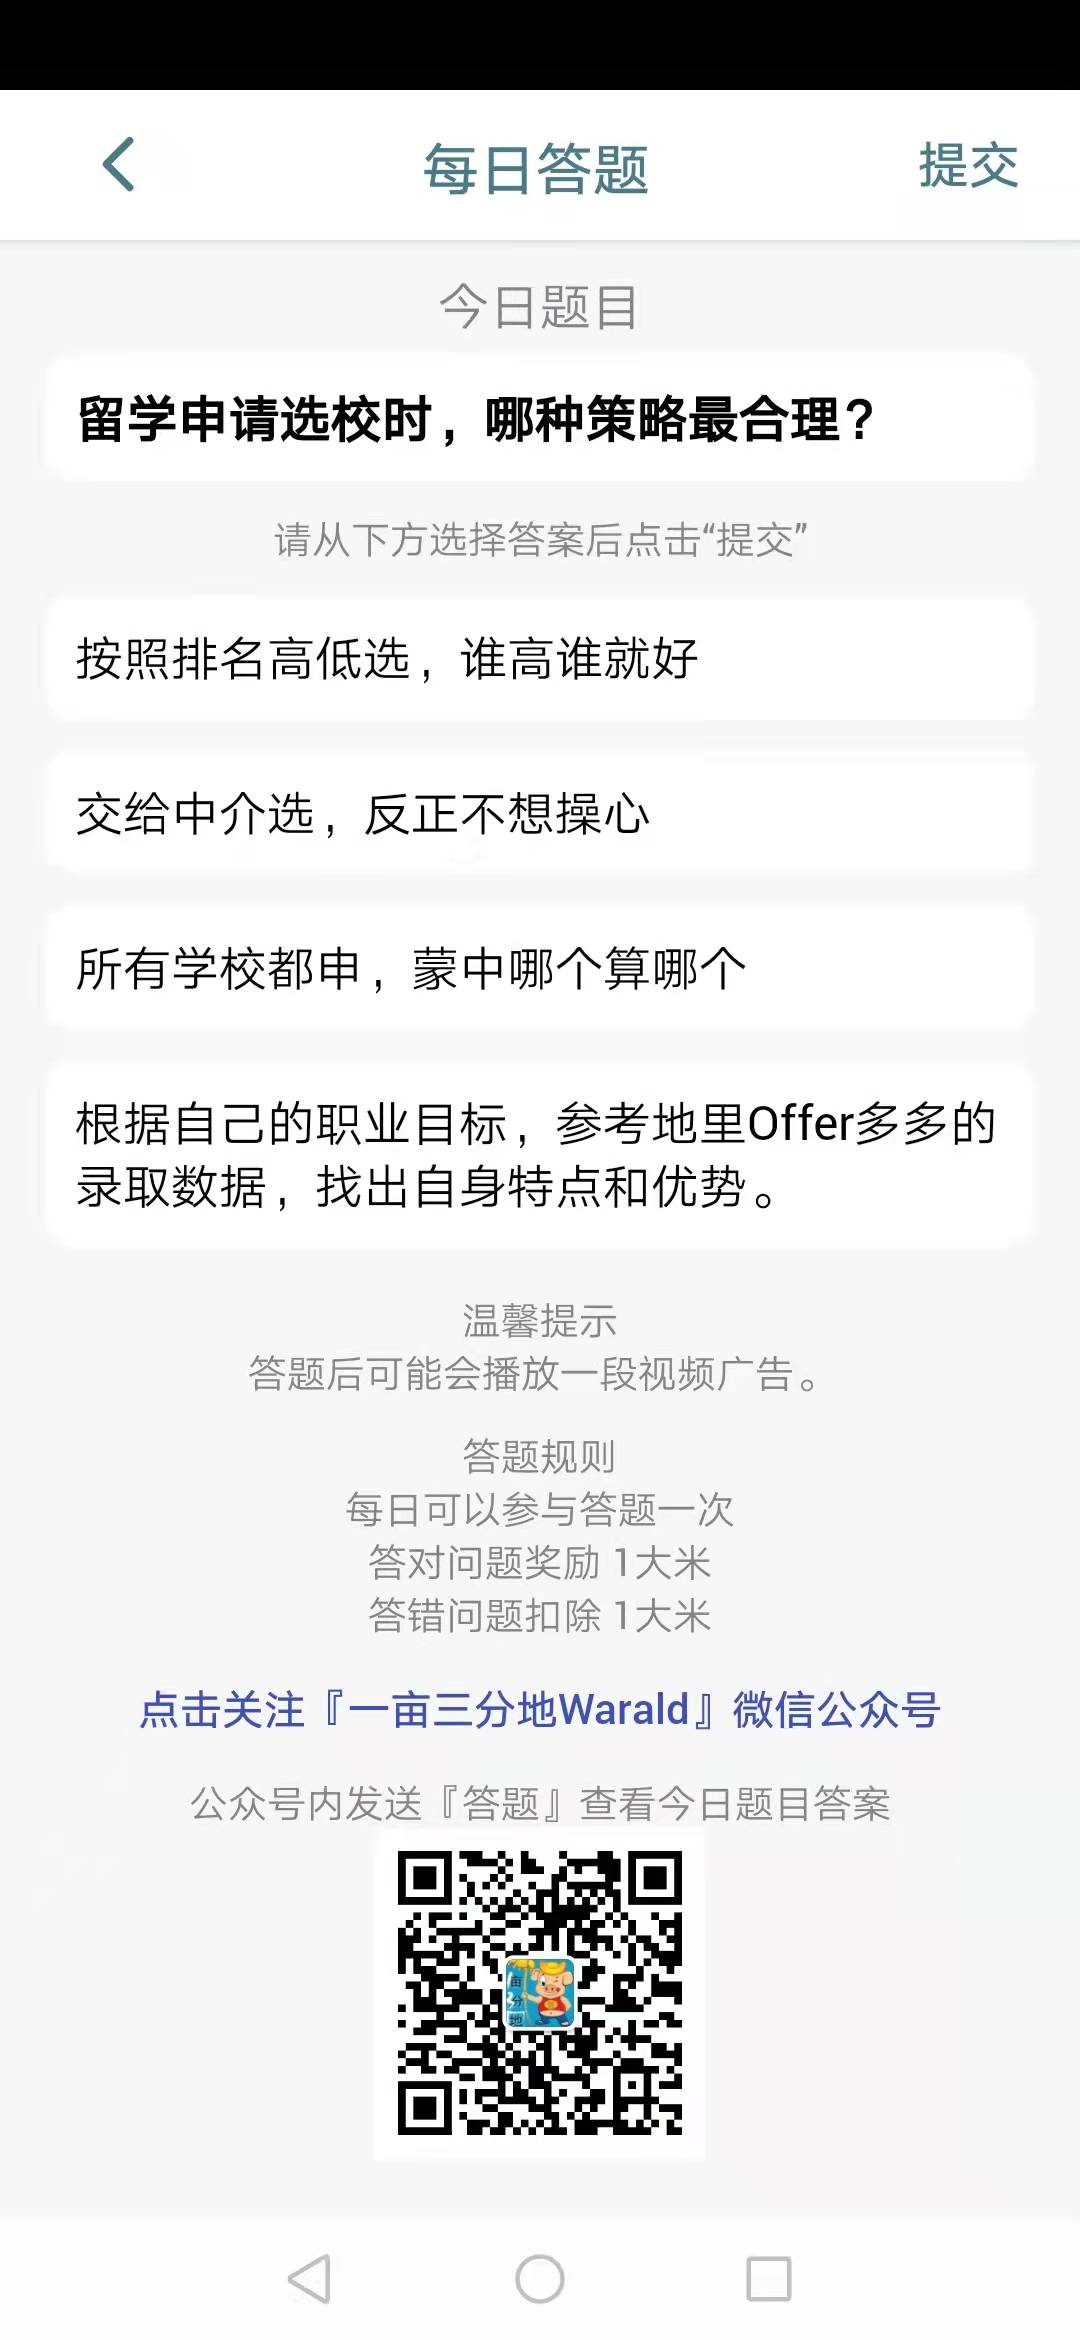 每日答题
提交
今日题目
留学申请选校时，哪种策略最合理？
请从下方选择答案后点击“提交”
按照排名高低选，谁高谁就好
交给中介选，反正不想操心
所有学校都申，蒙中哪个算哪个
根据自己的职业目标，参考地里Offer多多的
录取数据，找出自身特点和优势。
温馨提示
答题后可能会播放一段视频广告。
答题规则
每日可以参与答题一次
答对问题奖励 1大米
答错问题扣除 1大米
点击关注『一亩三分地Warald』微信公众号
公众号内发送『答题』查看今日题目答案
亩
分
地